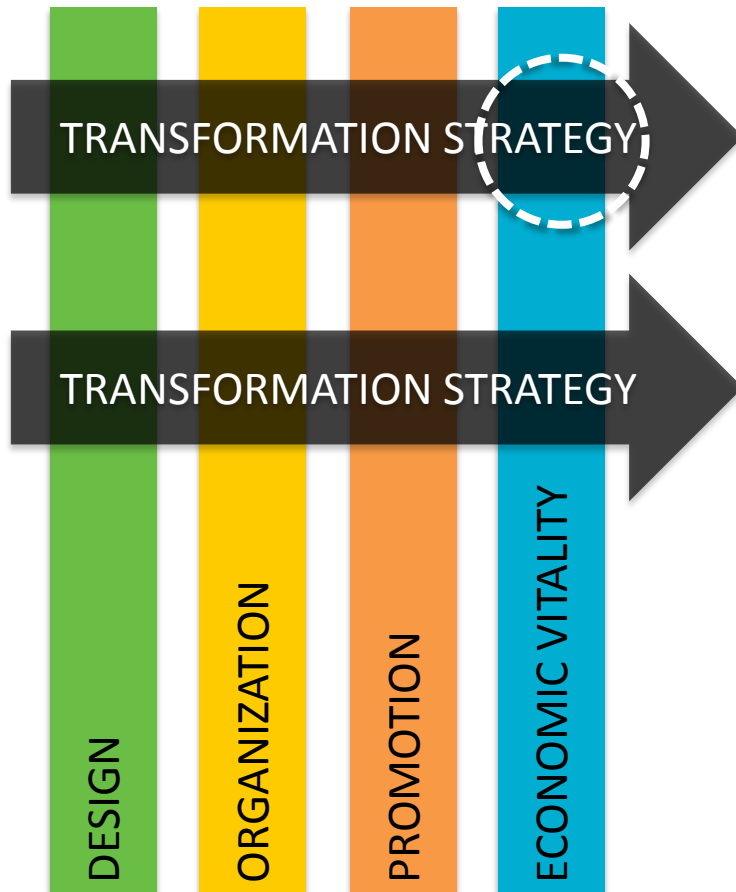 TRANSFORMATION STRATEGY
TRANSFORMATION STRATEGY
DESIGN
ORGANIZATION
PROMOTION
ECONOMIC VITALITY